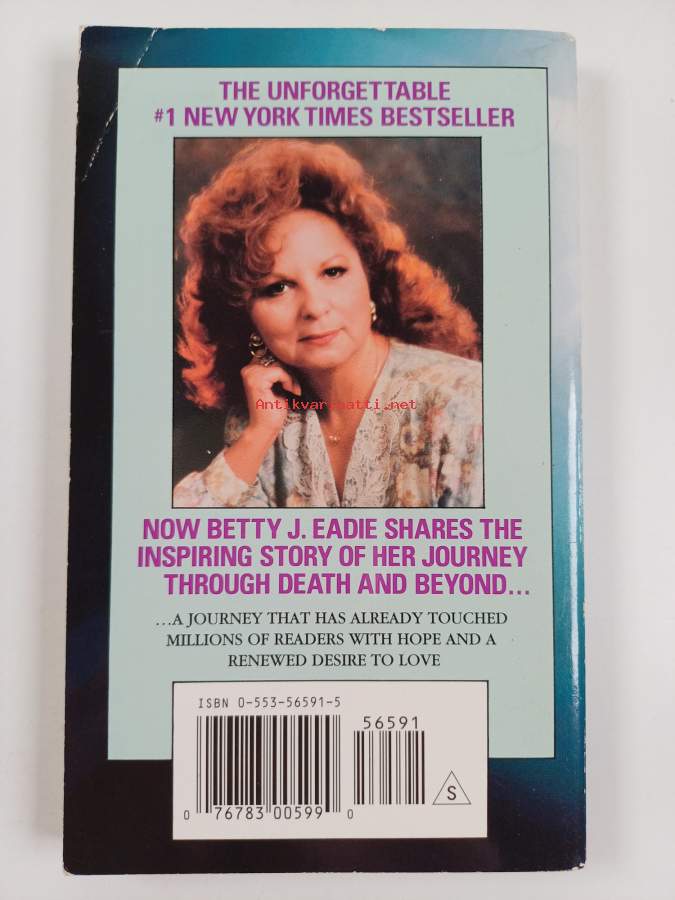 THE UNFORGETTABLE
#1 NEW YORK TIMES BESTSELLER
Antikvariaatti.net
NOW BETTY J. EADIE SHARES THE
INSPIRING STORY OF HER JOURNEY
THROUGH DEATH AND BEYOND...
...A JOURNEY THAT HAS ALREADY TOUCHED
MILLIONS OF READERS WITH HOPE AND A
RENEWED DESIRE TO LOVE
ISBN 0-553-56591-5
56591
S
0 76783 00599 0